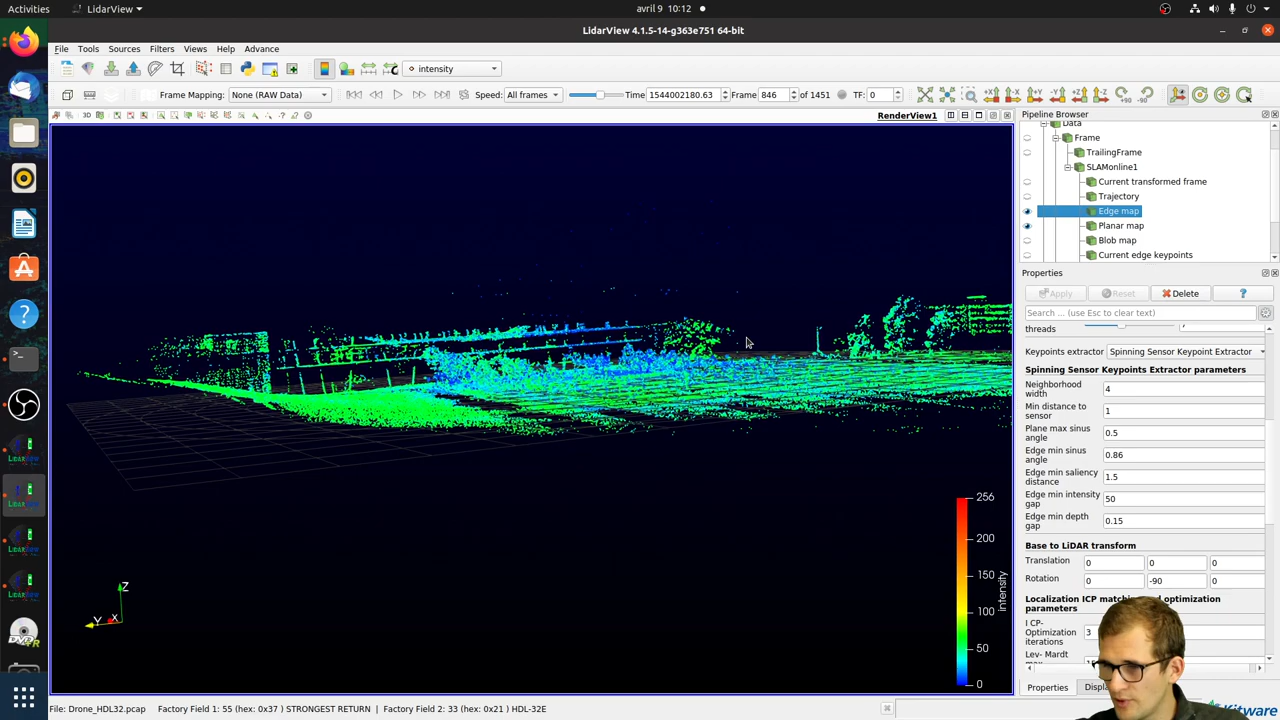 Activities
LidarView
avril 9 10:12
LidarView 4.1.5-14-g363e751 64-bit
File Tools Sources Filters Views Help Advance
intensity
Frame Mapping: None (RAW Data)
Speed: All frames
Time 1544002180.63
Frame 846 of 1451
TF: 0
3D
RenderView1
Pipeline Browser
Data
Frame
TrailingFrame
SLAMonline1
Current transformed frame
Trajectory
Edge map
Planar map
Blob map
Current edge keypoints
Properties
Apply
Reset
Delete
?
Search ... (use Esc to clear text)
threads
Keypoints extractor Spinning Sensor Keypoint Extractor
Spinning Sensor Keypoints Extractor parameters
Neighborhood width 4
Min distance to sensor 1
Plane max sinus angle 0.5
Edge min sinus angle 0.86
Edge min saliency distance 1.5
Edge min intensity gap 50
Edge min depth gap 0.15
Base to LiDAR transform
Translation 0 0 0
Rotation 0 -90 0
Localization ICP matching optimization
parameters
ICP-Optimization iterations 3
Lev- Mardt
256
200
150
100
50
0
intensity
Z
Y
X
Properties
File: Drone_HDL32.pcap Factory Field 1: 55 (hex: 0x37 ) STRONGEST RETURN | Factory Field 2: 33 (hex: 0x21 ) HDL-32E
Kitware